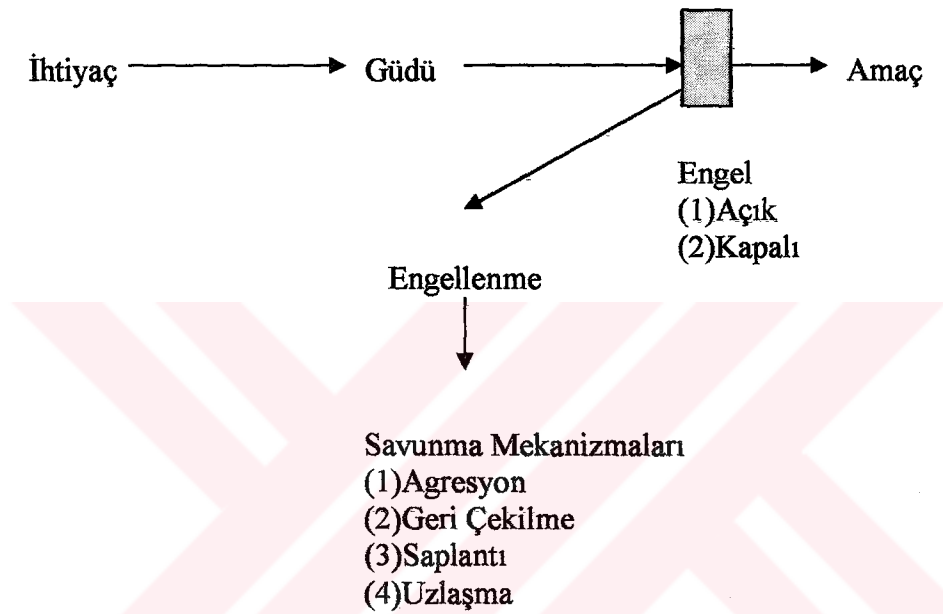 İhtiyaç Güdü Amaç
Engel
(1)Açık
(2)Kapalı
Engellenme
Savunma Mekanizmaları
(1)Agresyon
(2)Geri Çekilme
(3)Saplantı
(4)Uzlaşma